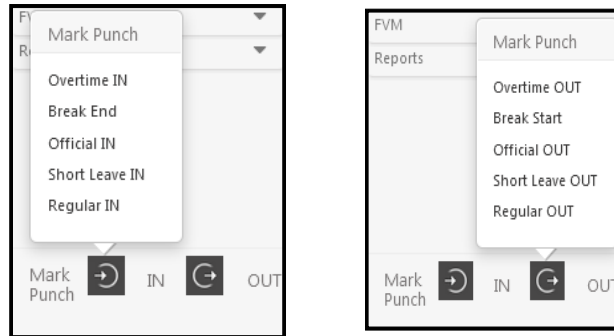 Mark Punch
Overtime IN
Break End
Official IN
Short Leave IN
Regular IN
Mark Punch
IN
OUT
FVM
Reports
Mark Punch
Overtime OUT
Break Start
Official OUT
Short Leave OUT
Regular OUT
Mark Punch
IN